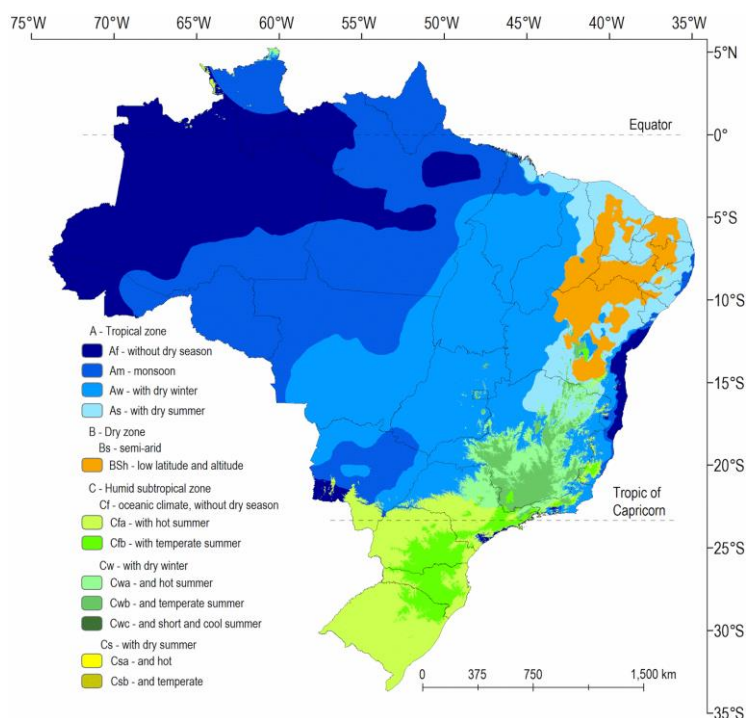 75°W 70°W 65°W 60°W 55°W 50°W 45°W 40°W 35°W
5°N
Equator
0°
5°S
10°S
A - Tropical zone
Af - without dry season
Am - monsoon
Aw - with dry winter
As - with dry summer
15°S
B - Dry zone
Bs - semi-arid
BSh - low latitude and altitude
20°S
C - Humid subtropical zone
Cf - oceanic climate, without dry season
Cfa - with hot summer
Cfb - with temperate summer
Tropic of
Capricorn
25°S
Cw - with dry winter
Cwa - and hot summer
Cwb - and temperate summer
Cwc - and short and cool summer
30°S
Cs - with dry summer
Csa - and hot
Csb - and temperate
0 375 750 1,500 km
35°S